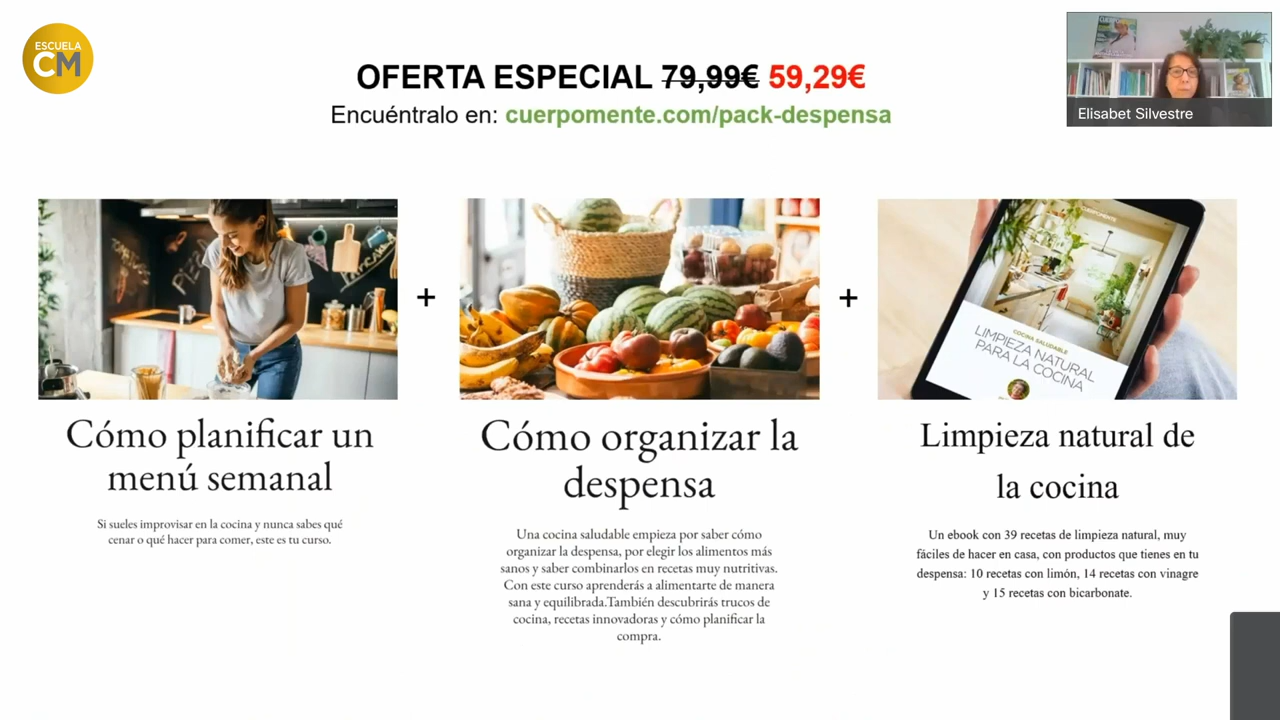 ESCUELA
CM
OFERTA ESPECIAL 79,99€ 59,29€
Encuéntralo en: cuerpomente.com/pack-despensa
Elisabet Silvestre
PIZZA
+
+
CUERPOMENTE
COCINA SALUDABLE
LIMPIEZA NATURAL
PARA LA COCINA
Cómo planificar un
menú semanal
Si sueles improvisar en la cocina y nunca sabes qué
cenar o qué hacer para comer, este es tu curso.
Cómo organizar la
despensa
Una cocina saludable empieza por saber cómo
organizar la despensa, por elegir los alimentos más
sanos y saber combinarlos en recetas muy nutritivas.
Con este curso aprenderás a alimentarte de manera
sana y equilibrada.También descubrirás trucos de
cocina, recetas innovadoras y cómo planificar la
compra.
Limpieza natural de
la cocina
Un ebook con 39 recetas de limpieza natural, muy
fáciles de hacer en casa, con productos que tienes en tu
despensa: 10 recetas con limón, 14 recetas con vinagre
y 15 recetas con bicarbonate.